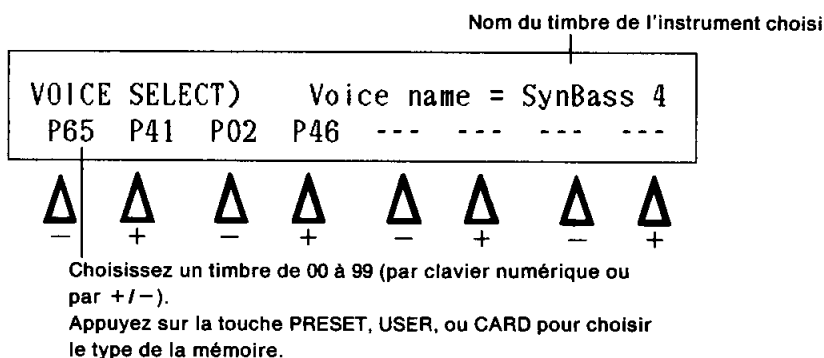 Nom du timbre de l'instrument choisi
VOICE SELECT) Voice name = SynBass 4
P65 P41 P02 P46 --- --- --- ---
− + − + − + − +
Choisissez un timbre de 00 à 99 (par clavier numérique ou
par +/−).
Appuyez sur la touche PRESET, USER, ou CARD pour choisir
le type de la mémoire.